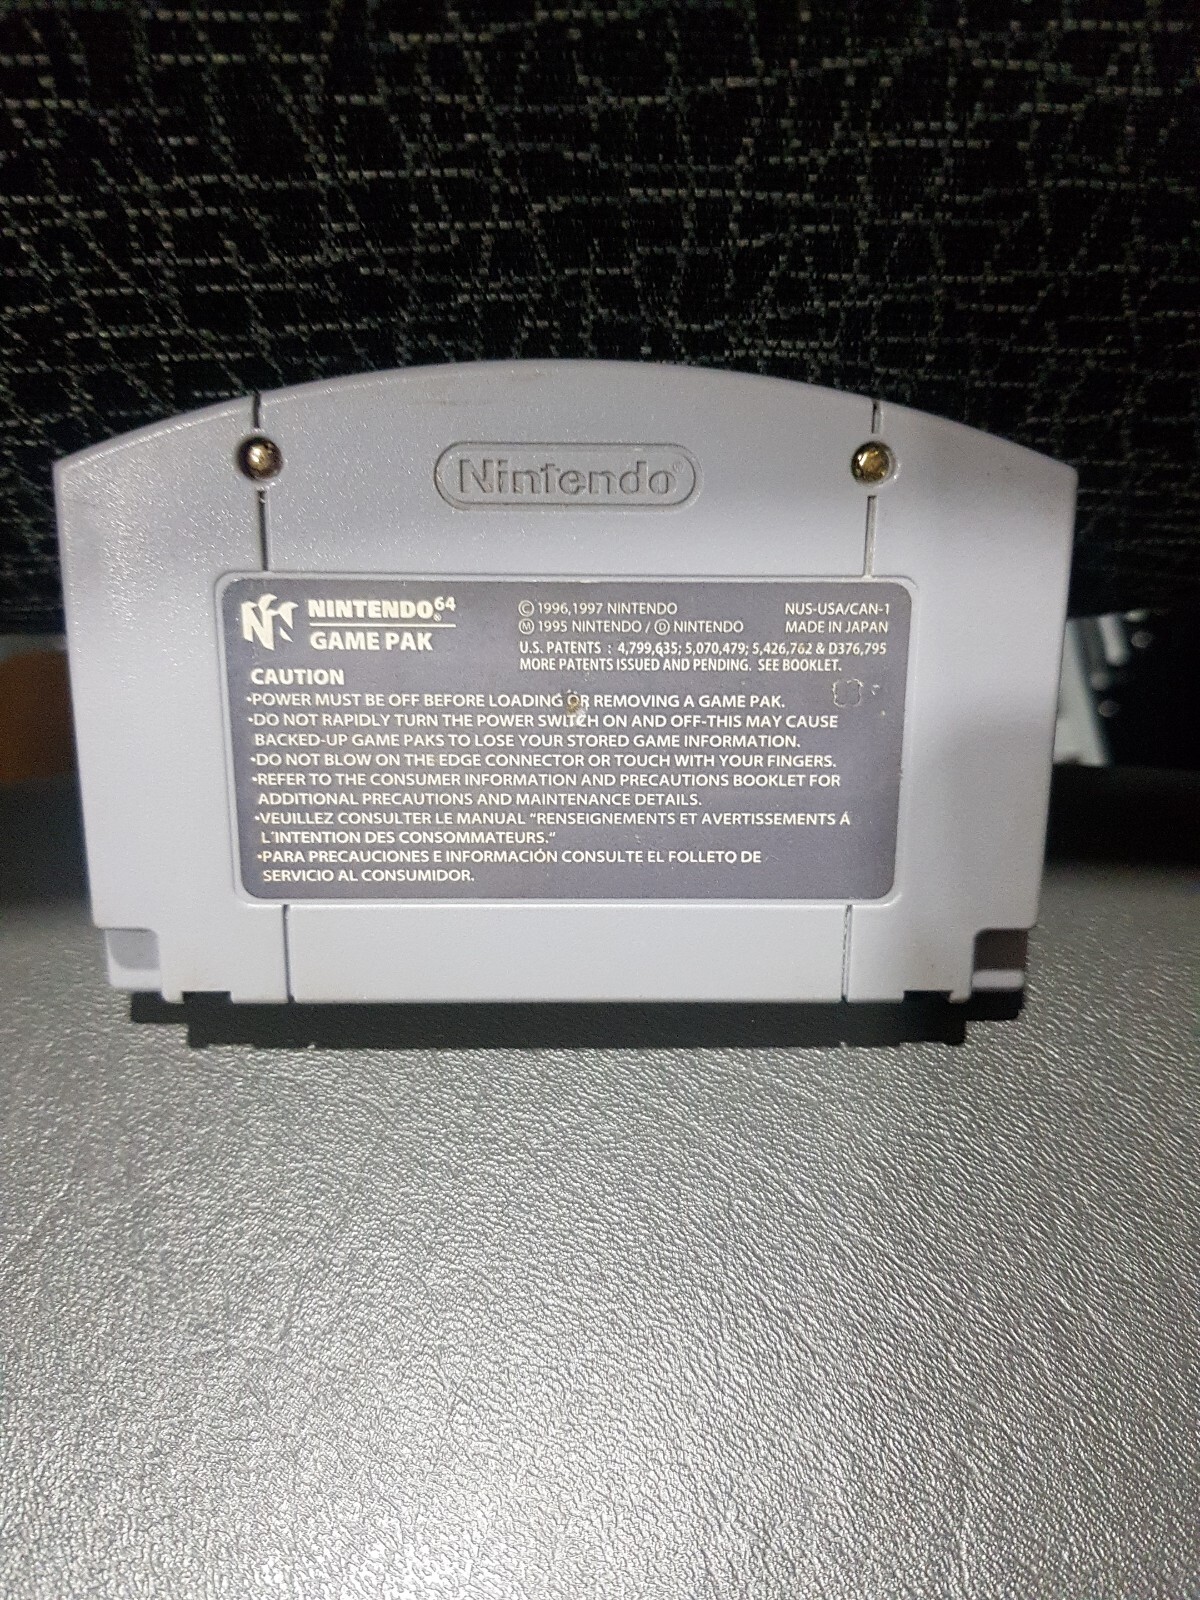 Nintendo®
NINTENDO 64®
GAME PAK
© 1996,1997 NINTENDO
Ⓜ 1995 NINTENDO / Ⓓ NINTENDO
NUS-USA/CAN-1
MADE IN JAPAN
U.S. PATENTS : 4,799,635; 5,070,479; 5,426,762 & D376,795
MORE PATENTS ISSUED AND PENDING. SEE BOOKLET.
CAUTION
•POWER MUST BE OFF BEFORE LOADING OR REMOVING A GAME PAK.
•DO NOT RAPIDLY TURN THE POWER SWITCH ON AND OFF-THIS MAY CAUSE
BACKED-UP GAME PAKS TO LOSE YOUR STORED GAME INFORMATION.
•DO NOT BLOW ON THE EDGE CONNECTOR OR TOUCH WITH YOUR FINGERS.
•REFER TO THE CONSUMER INFORMATION AND PRECAUTIONS BOOKLET FOR
ADDITIONAL PRECAUTIONS AND MAINTENANCE DETAILS.
•VEUILLEZ CONSULTER LE MANUAL "RENSEIGNEMENTS ET AVERTISSEMENTS Á
L'INTENTION DES CONSOMMATEURS."
•PARA PRECAUCIONES E INFORMACIÓN CONSULTE EL FOLLETO DE
SERVICIO AL CONSUMIDOR.